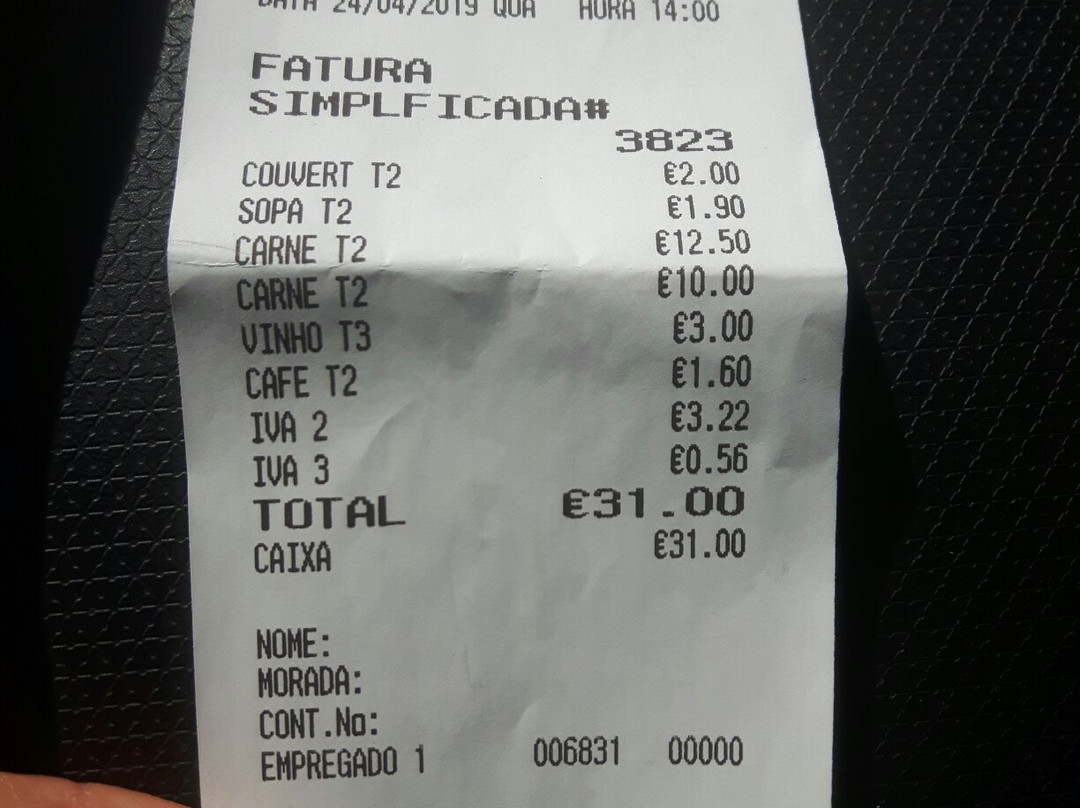 DATA 24/04/2019 QUA HORA 14:00
FATURA
SIMPLFICADA#
3823
COUVERT T2 €2.00
SOPA T2 €1.90
CARNE T2 €12.50
CARNE T2 €10.00
VINHO T3 €3.00
CAFE T2 €1.60
IVA 2 €3.22
IVA 3 €0.56
TOTAL €31.00
CAIXA €31.00
NOME:
MORADA:
CONT.No:
EMPREGADO 1 006831 00000